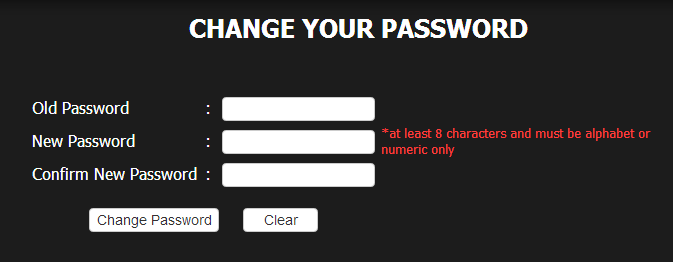 CHANGE YOUR PASSWORD
Old Password :
New Password : *at least 8 characters and must be alphabet or
numeric only
Confirm New Password :
Change Password Clear